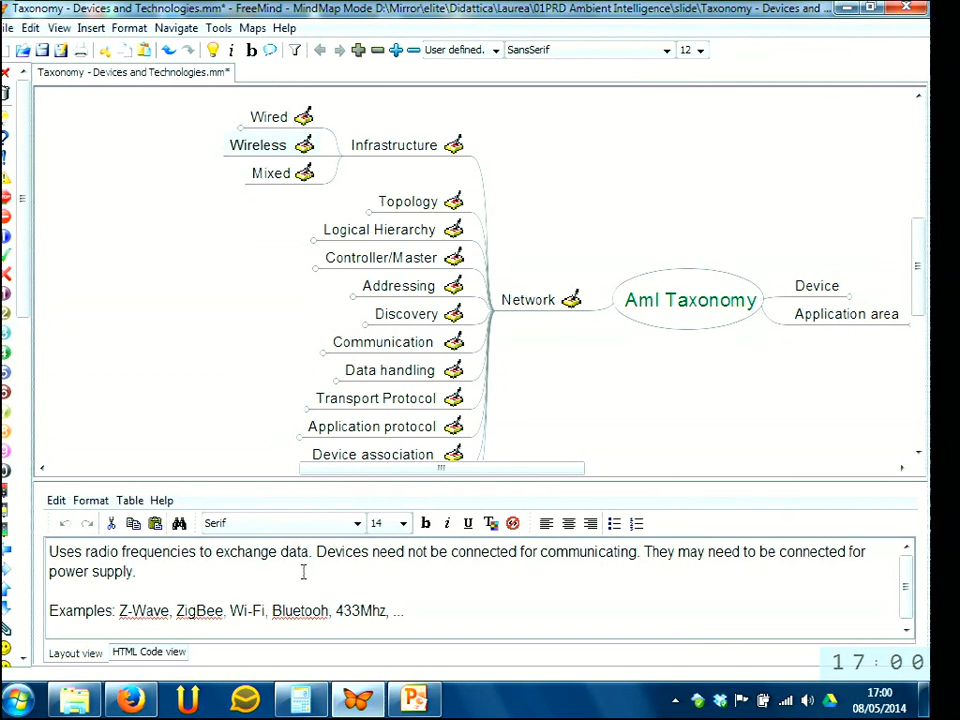 Taxonomy - Devices and Technologies.mm* - FreeMind - MindMap Mode D:\Mirror\elite\Didattica\Laurea\01PRD Ambient Intelligence\slide\Taxonomy - Devices and ...
File Edit View Insert Format Navigate Tools Maps Help
User defined. SansSerif 12
Taxonomy - Devices and Technologies.mm*
Wired
Wireless
Mixed
Infrastructure
Topology
Logical Hierarchy
Controller/Master
Addressing
Discovery
Communication
Data handling
Transport Protocol
Application protocol
Device association
Network
AmI Taxonomy
Device
Application area
Edit Format Table Help
Serif 14
Uses radio frequencies to exchange data. Devices need not be connected for communicating. They may need to be connected for
power supply.
Examples: Z-Wave, ZigBee, Wi-Fi, Bluetooh, 433Mhz, ...
Layout view HTML Code view
17:00
17:00
08/05/2014